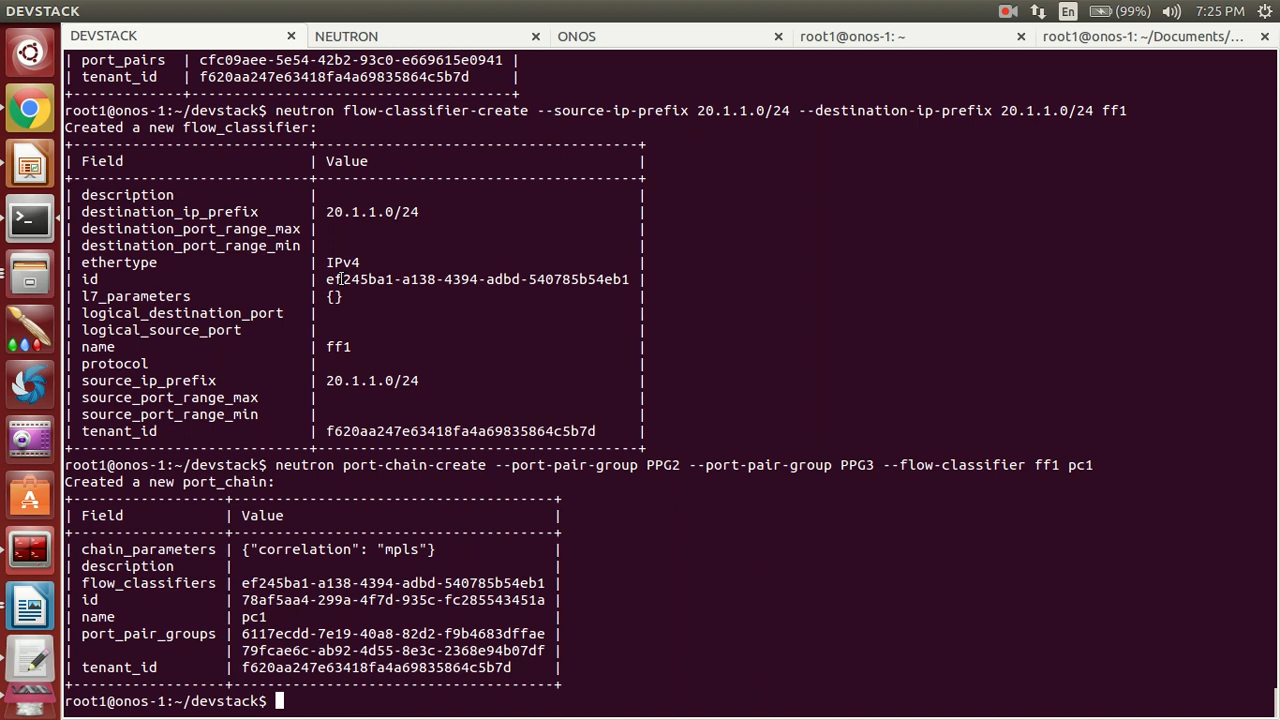 DEVSTACK
En
(99%)
7:25 PM
DEVSTACK
NEUTRON
ONOS
root1@onos-1: ~
root1@onos-1: ~/Documents/...
| port_pairs | cfc09aee-5e54-42b2-93c0-e669615e0941 |
| tenant_id | f620aa247e63418fa4a69835864c5b7d |
+--------------+---------------------------------------+
root1@onos-1:~/devstack$ neutron flow-classifier-create --source-ip-prefix 20.1.1.0/24 --destination-ip-prefix 20.1.1.0/24 ff1
Created a new flow_classifier:
+----------------------------+--------------------------------------+
| Field | Value |
+----------------------------+--------------------------------------+
| description | |
| destination_ip_prefix | 20.1.1.0/24 |
| destination_port_range_max | |
| destination_port_range_min | |
| ethertype | IPv4 |
| id | ef245ba1-a138-4394-adbd-540785b54eb1 |
| l7_parameters | {} |
| logical_destination_port | |
| logical_source_port | |
| name | ff1 |
| protocol | |
| source_ip_prefix | 20.1.1.0/24 |
| source_port_range_max | |
| source_port_range_min | |
| tenant_id | f620aa247e63418fa4a69835864c5b7d |
+----------------------------+--------------------------------------+
root1@onos-1:~/devstack$ neutron port-chain-create --port-pair-group PPG2 --port-pair-group PPG3 --flow-classifier ff1 pc1
Created a new port_chain:
+------------------+--------------------------------------+
| Field | Value |
+------------------+--------------------------------------+
| chain_parameters | {"correlation": "mpls"} |
| description | |
| flow_classifiers | ef245ba1-a138-4394-adbd-540785b54eb1 |
| id | 78af5aa4-299a-4f7d-935c-fc285543451a |
| name | pc1 |
| port_pair_groups | 6117ecdd-7e19-40a8-82d2-f9b4683dffae |
| | 79fcae6c-ab92-4d55-8e3c-2368e94b07df |
| tenant_id | f620aa247e63418fa4a69835864c5b7d |
+------------------+--------------------------------------+
root1@onos-1:~/devstack$